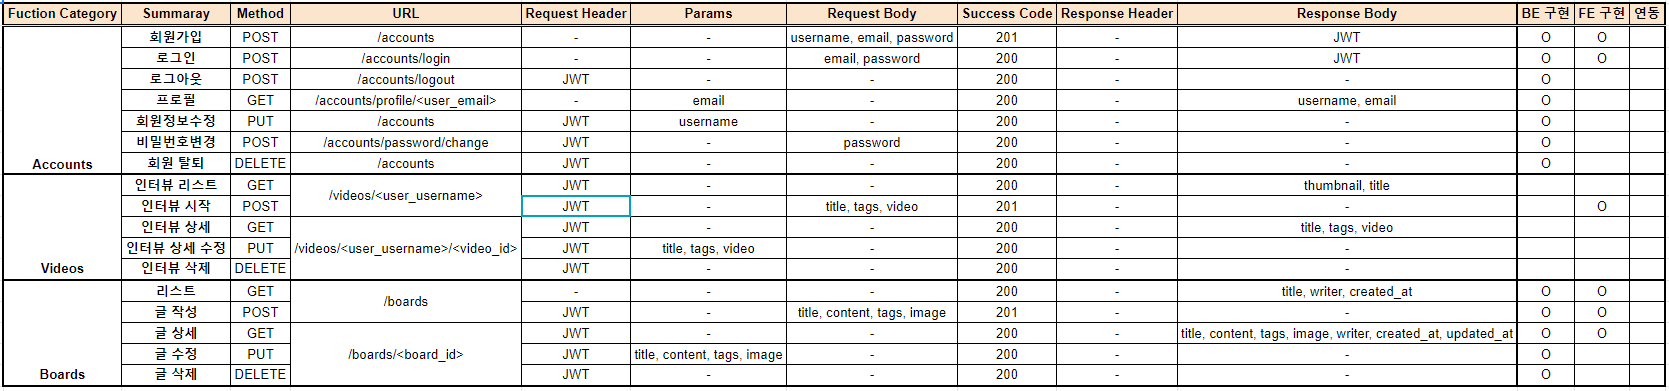 Fuction Category Summaray Method URL Request Header Params Request Body Success Code Response Header Response Body BE 구현 FE 구현 연동
회원가입 POST /accounts - - username, email, password 201 - JWT O O
로그인 POST /accounts/login - - email, password 200 - JWT O O
로그아웃 POST /accounts/logout JWT - - 200 - - O
프로필 GET /accounts/profile/<user_email> - email - 200 - username, email O
회원정보수정 PUT /accounts JWT username - 200 - - O
비밀번호변경 POST /accounts/password/change JWT - password 200 - - O
Accounts 회원 탈퇴 DELETE /accounts JWT - - 200 - - O
인터뷰 리스트 GET /videos/<user_username> JWT - - 200 - thumbnail, title
인터뷰 시작 POST JWT - title, tags, video 201 - - O
인터뷰 상세 GET JWT - - 200 - title, tags, video
인터뷰 상세 수정 PUT /videos/<user_username>/<video_id> JWT title, tags, video - 200 - -
Videos 인터뷰 삭제 DELETE JWT - - 200 - -
리스트 GET /boards - - - 200 - title, writer, created_at O O
글 작성 POST JWT - title, content, tags, image 201 - - O O
글 상세 GET JWT - - 200 - title, content, tags, image, writer, created_at, updated_at O O
글 수정 PUT /boards/<board_id> JWT title, content, tags, image - 200 - - O
Boards 글 삭제 DELETE JWT - - 200 - - O